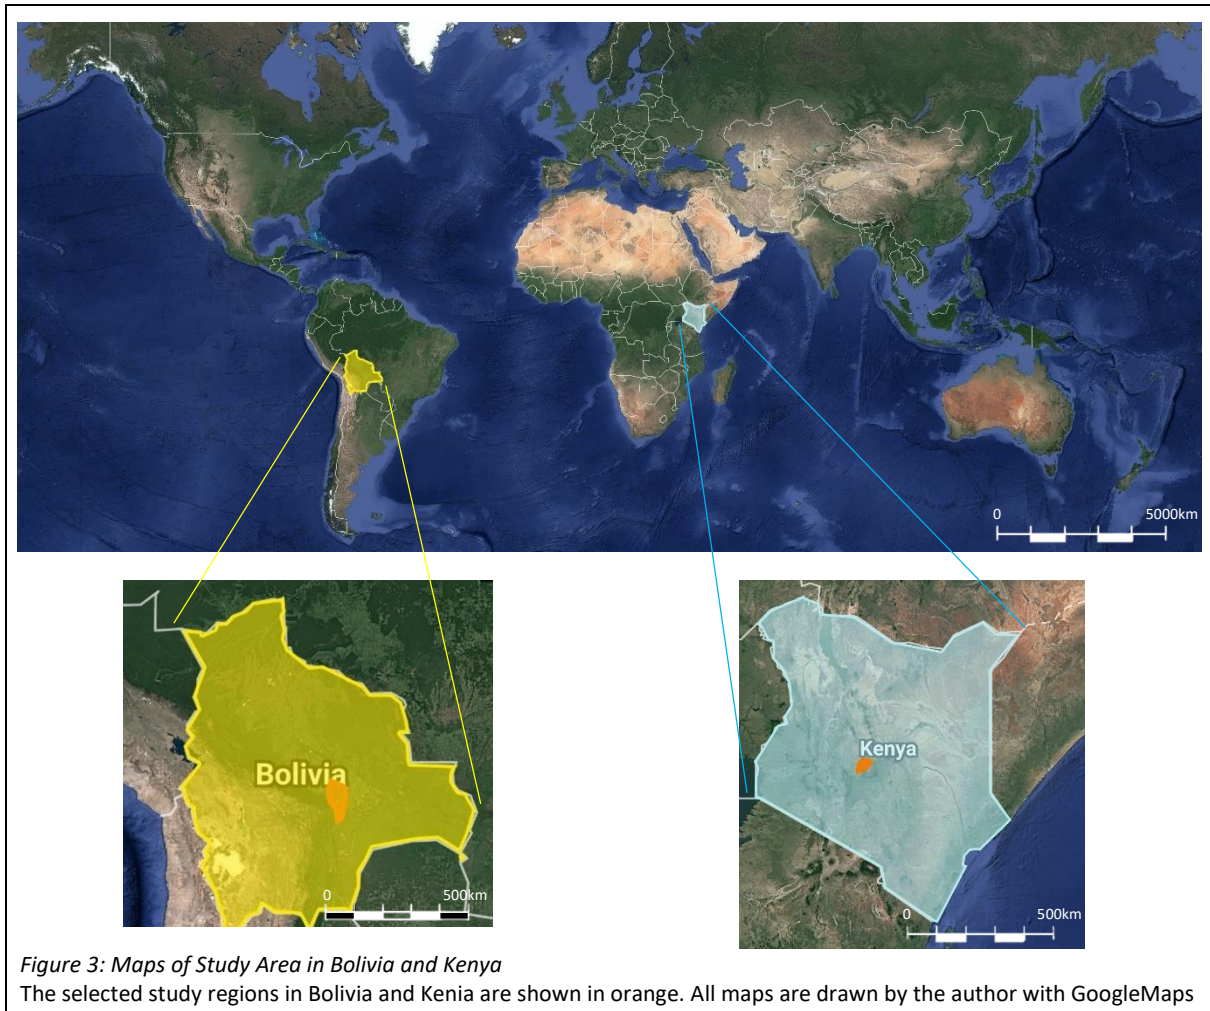 0 5000km
Bolivia
0 500km
Kenya
0 500km
Figure 3: Maps of Study Area in Bolivia and Kenya
The selected study regions in Bolivia and Kenia are shown in orange. All maps are drawn by the author with GoogleMaps